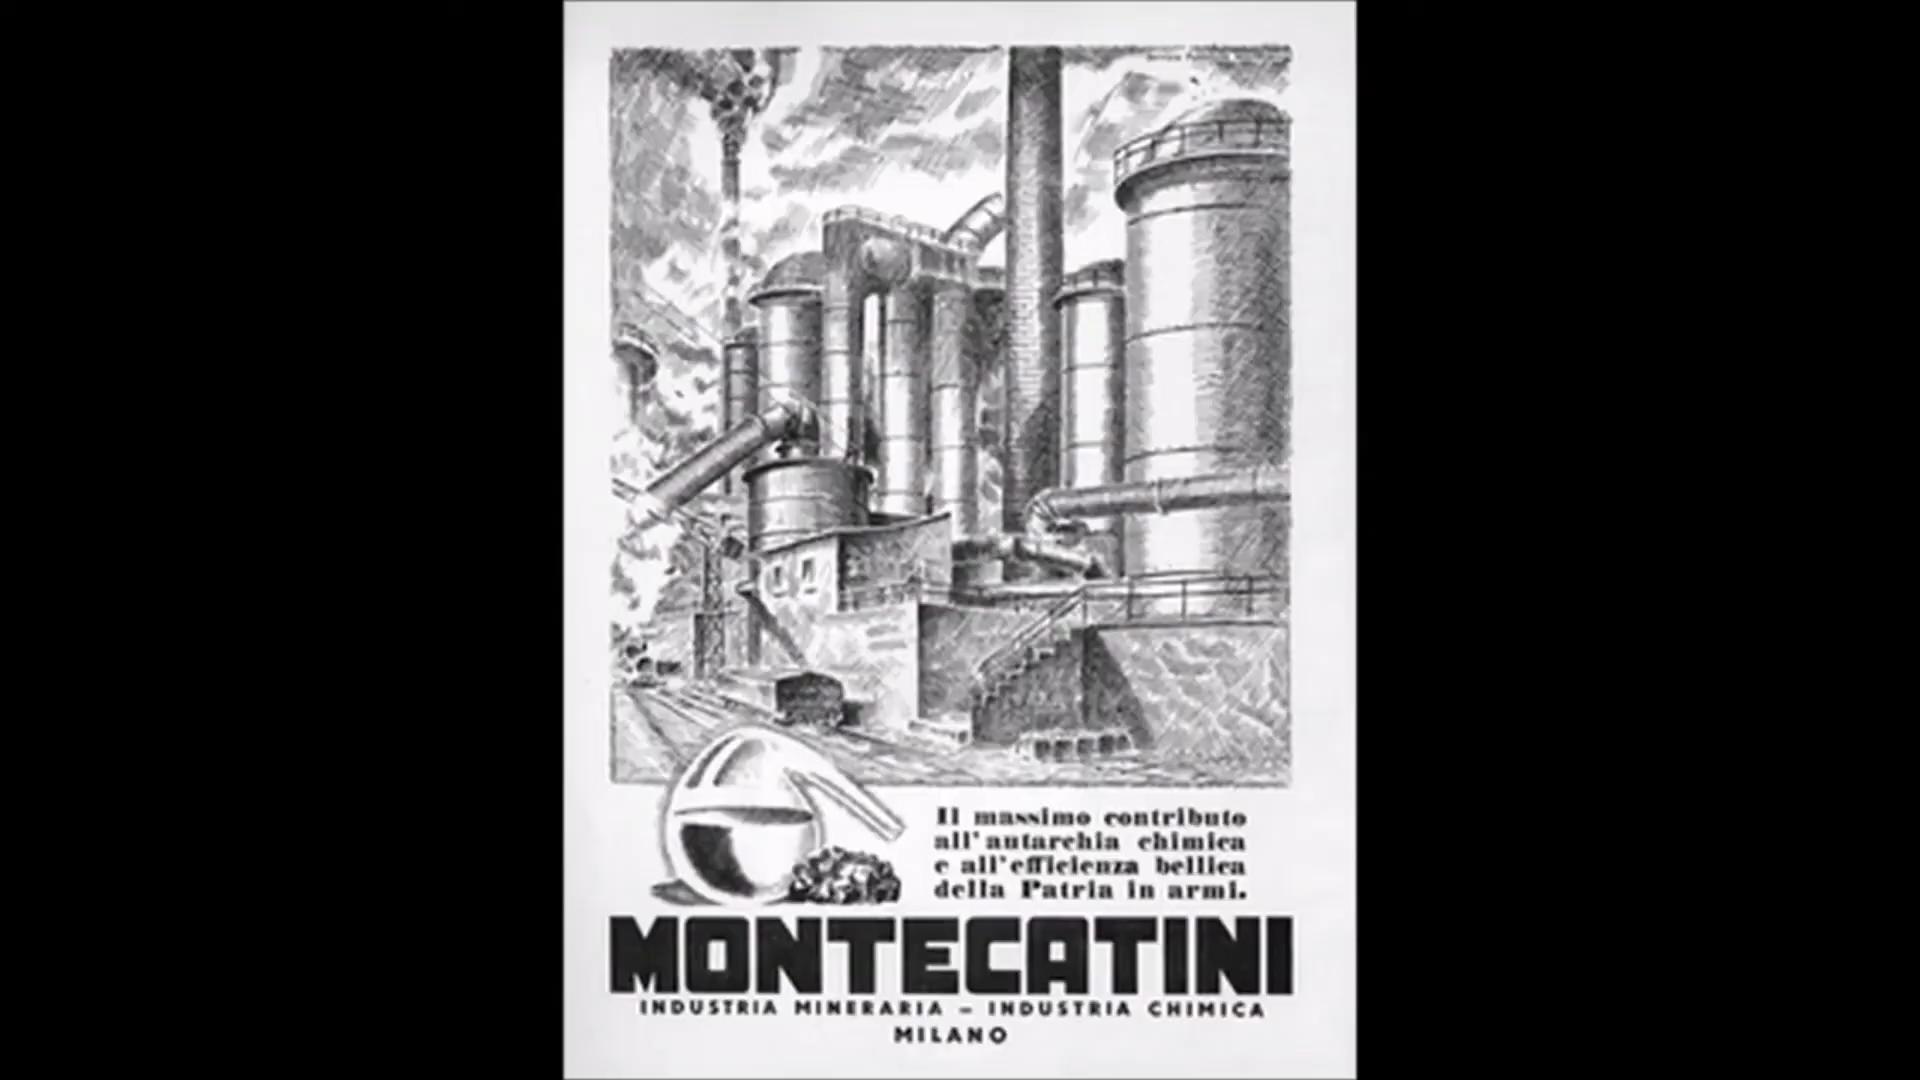 Il massimo contributo
all'autarchia chimica
e all'efficienza bellica
della Patria in armi.
MONTECATINI
INDUSTRIA MINERARIA – INDUSTRIA CHIMICA
MILANO